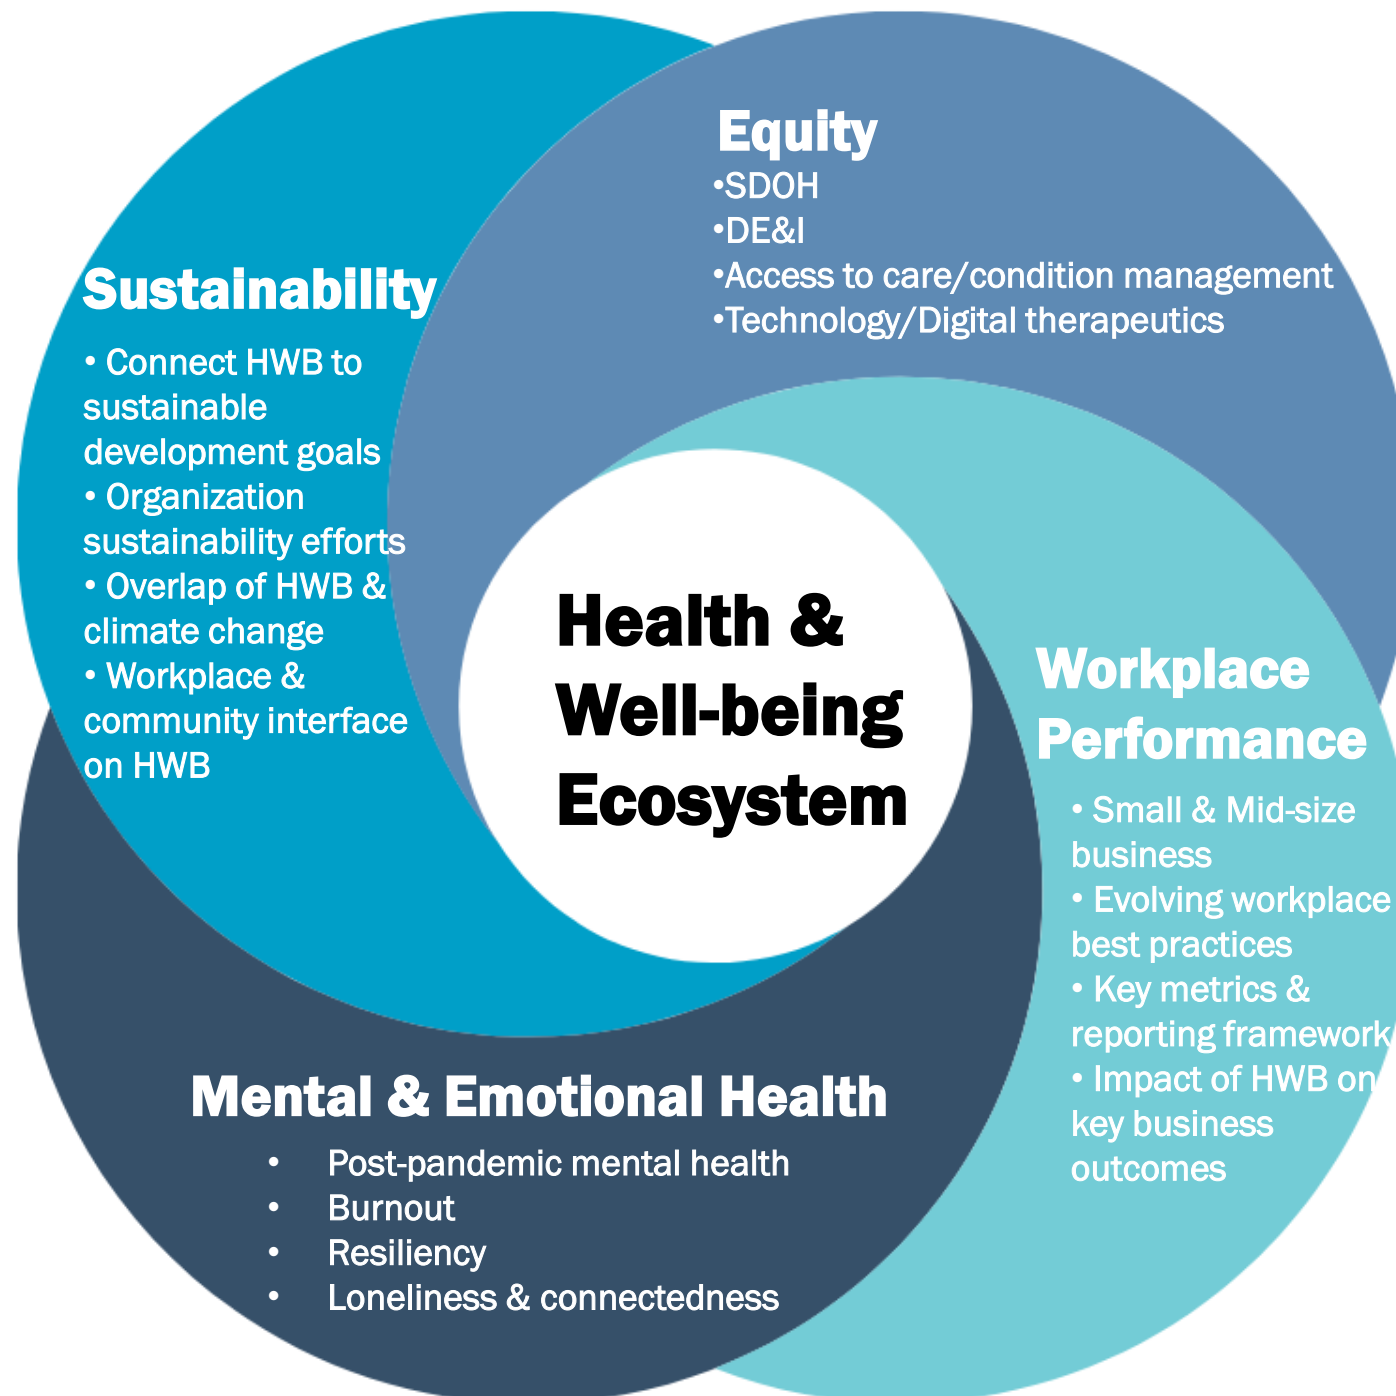 Equity
•SDOH
•DE&I
•Access to care/condition management
•Technology/Digital therapeutics
Sustainability
• Connect HWB to
sustainable
development goals
• Organization
sustainability efforts
• Overlap of HWB &
climate change
• Workplace &
community interface
on HWB
Health &
Well-being
Ecosystem
Workplace
Performance
• Small & Mid-size
business
• Evolving workplace
best practices
• Key metrics &
reporting framework
• Impact of HWB on
key business
outcomes
Mental & Emotional Health
• Post-pandemic mental health
• Burnout
• Resiliency
• Loneliness & connectedness